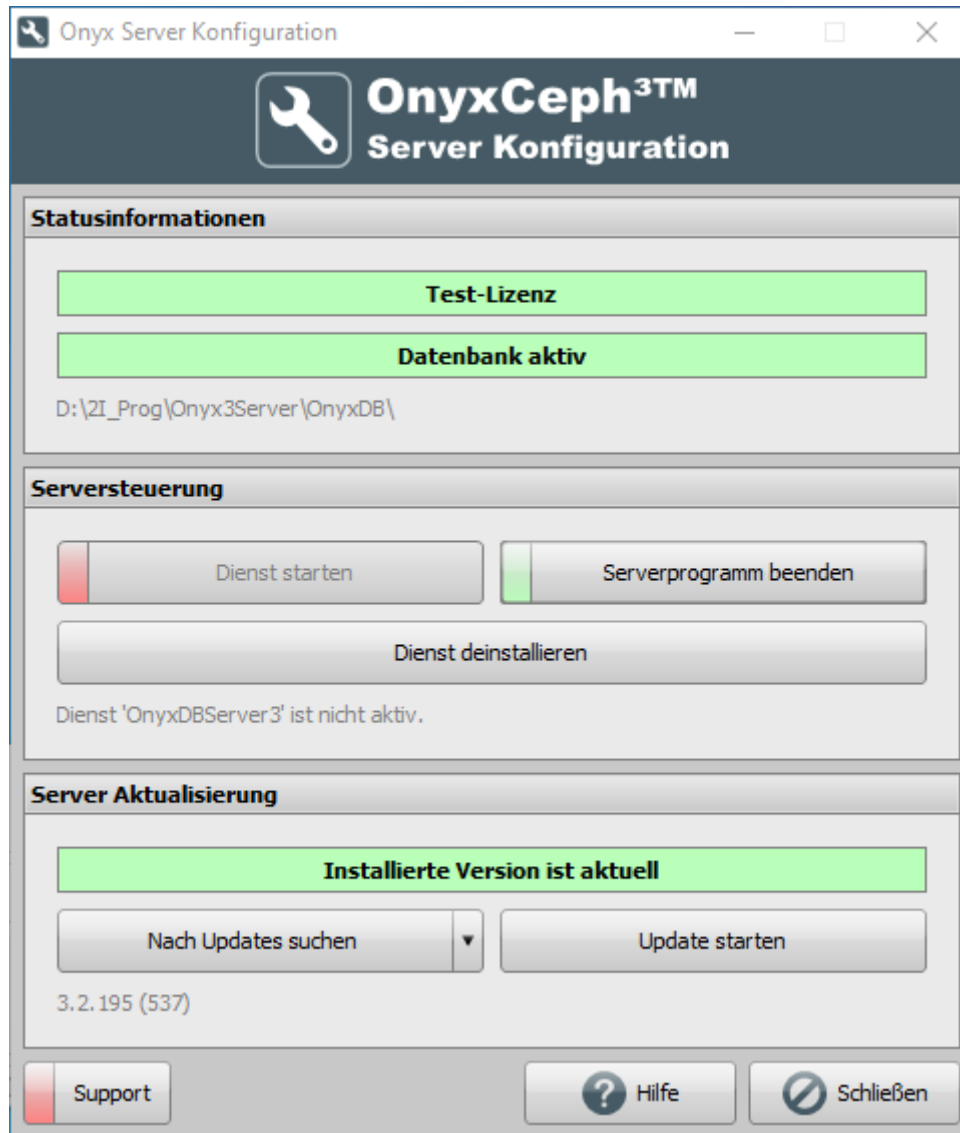 Onyx Server Konfiguration
OnyxCeph³™
Server Konfiguration
Statusinformationen
Test-Lizenz
Datenbank aktiv
D:\2I_Prog\Onyx3Server\OnyxDB\
Serversteuerung
Dienst starten
Serverprogramm beenden
Dienst deinstallieren
Dienst 'OnyxDBServer3' ist nicht aktiv.
Server Aktualisierung
Installierte Version ist aktuell
Nach Updates suchen
Update starten
3.2.195 (537)
Support
Hilfe
Schließen